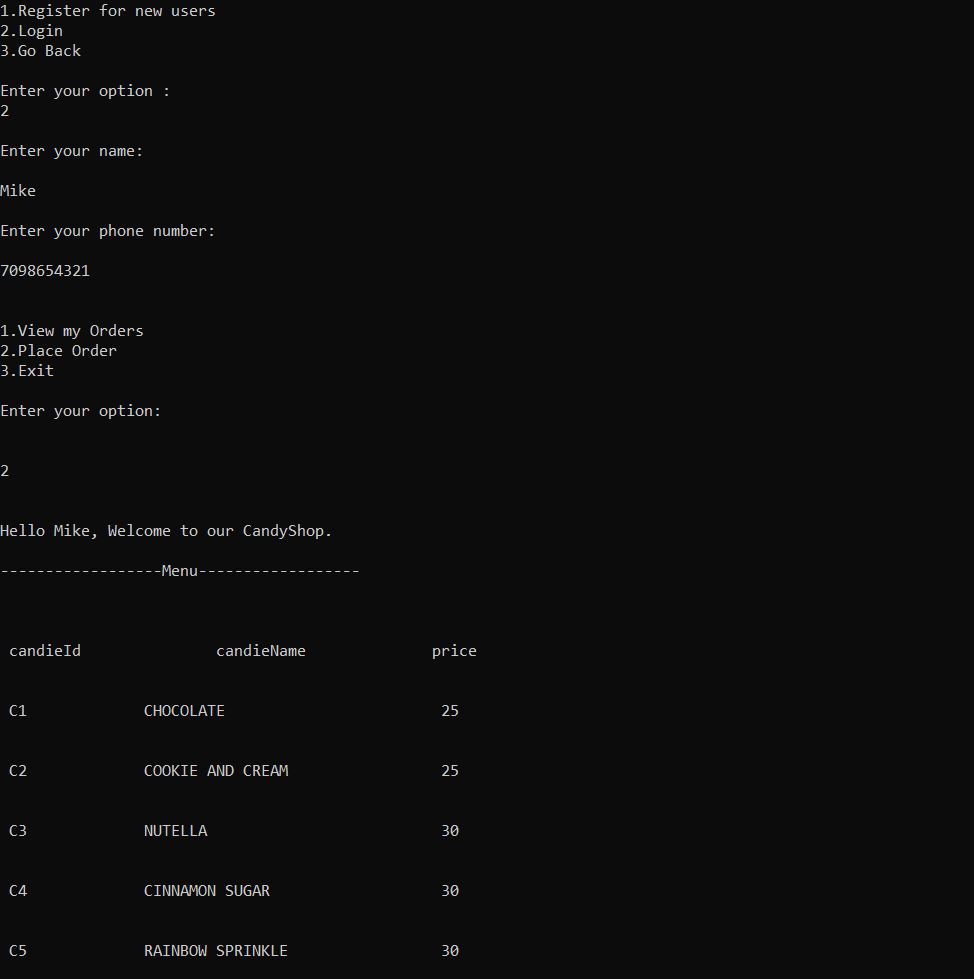 1.Register for new users
2.Login
3.Go Back
Enter your option :
2
Enter your name:
Mike
Enter your phone number:
7098654321
1.View my Orders
2.Place Order
3.Exit
Enter your option:
2
Hello Mike, Welcome to our CandyShop.
------------------Menu------------------
candieId candieName price
C1 CHOCOLATE 25
C2 COOKIE AND CREAM 25
C3 NUTELLA 30
C4 CINNAMON SUGAR 30
C5 RAINBOW SPRINKLE 30